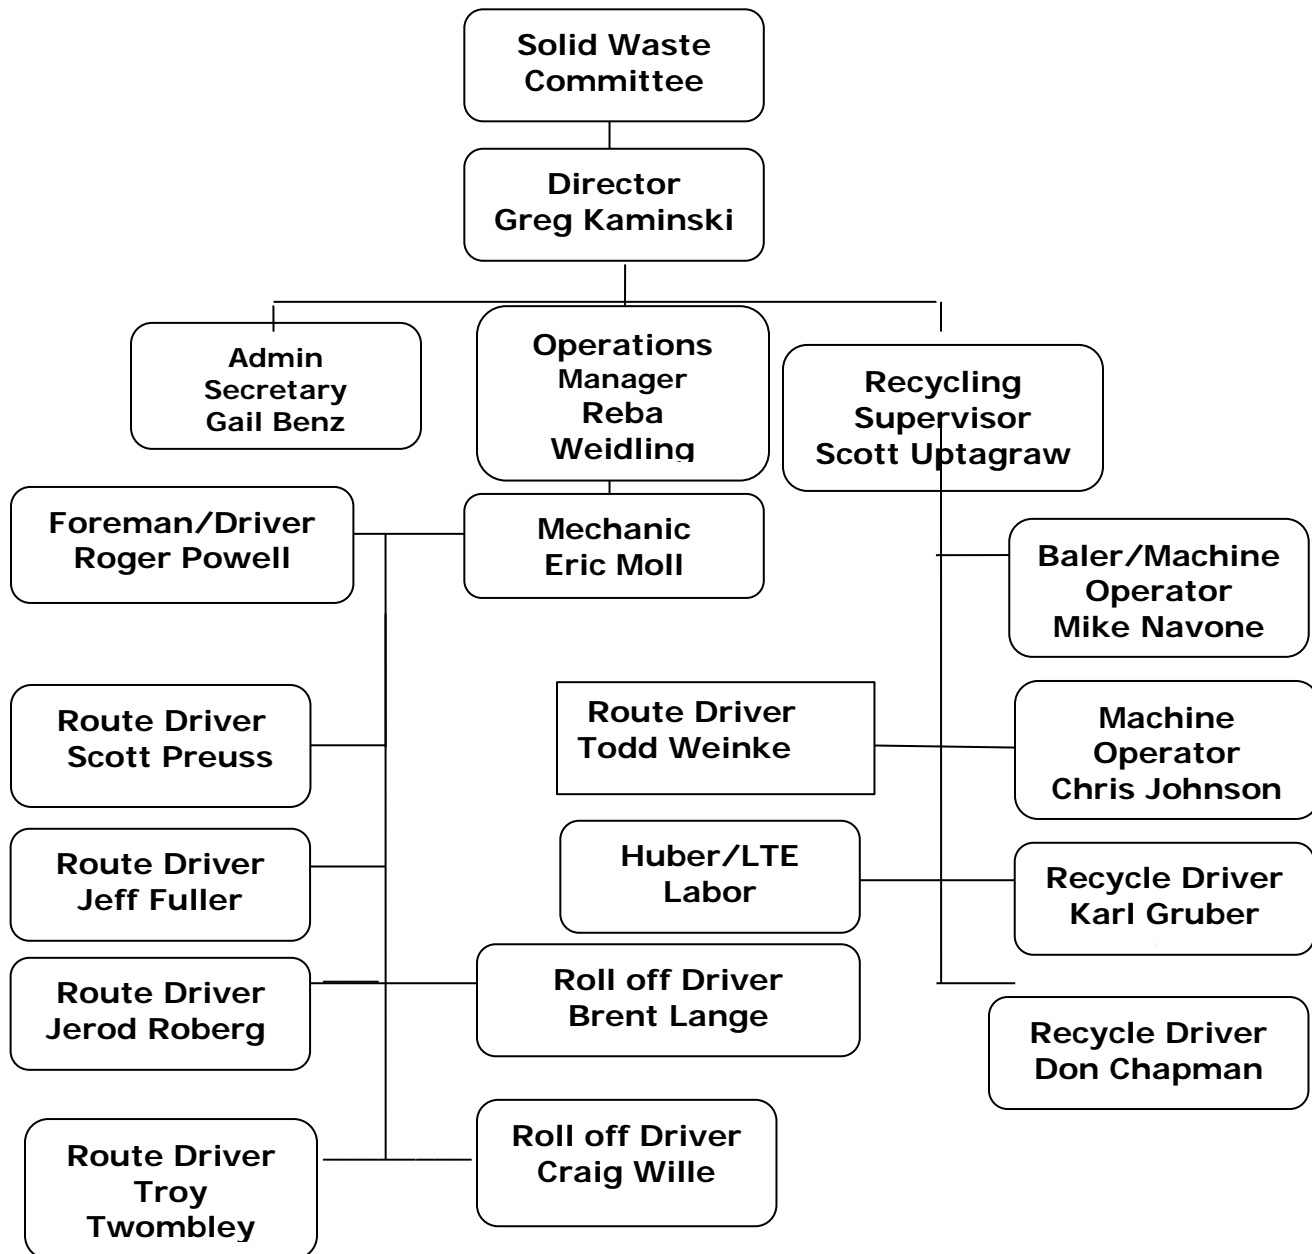 Solid Waste
Committee
Director
Greg Kaminski
Admin
Secretary
Gail Benz
Operations
Manager
Reba
Weidling
Recycling
Supervisor
Scott Uptagraw
Foreman/Driver
Roger Powell
Mechanic
Eric Moll
Baler/Machine
Operator
Mike Navone
Route Driver
Scott Preuss
Route Driver
Todd Weinke
Machine
Operator
Chris Johnson
Route Driver
Jeff Fuller
Huber/LTE
Labor
Recycle Driver
Karl Gruber
Route Driver
Jerod Roberg
Roll off Driver
Brent Lange
Recycle Driver
Don Chapman
Route Driver
Troy
Twombley
Roll off Driver
Craig Wille